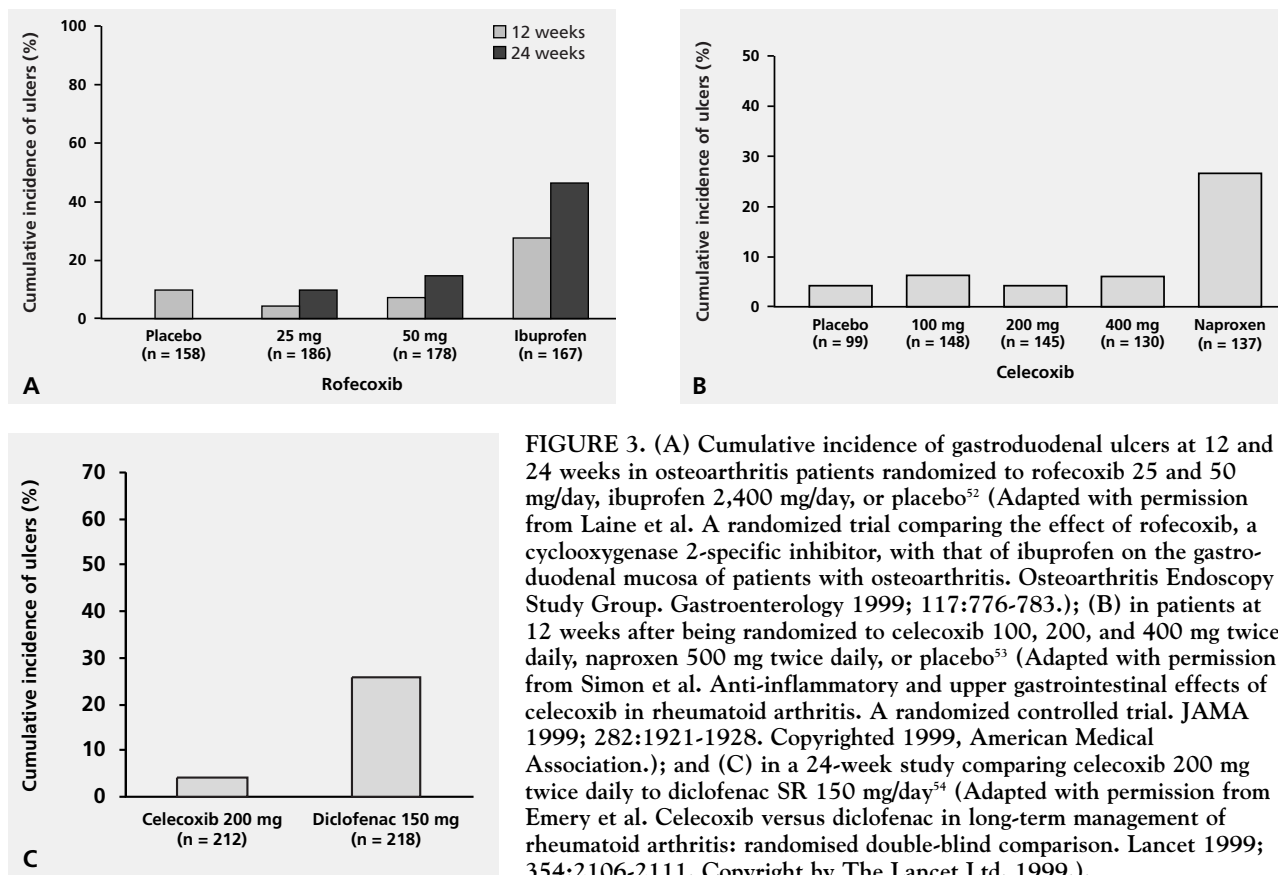 Cumulative incidence of ulcers (%)
100
80
60
40
20
0
12 weeks
24 weeks
Placebo
(n = 158)
25 mg
(n = 186)
50 mg
(n = 178)
Ibuprofen
(n = 167)
Rofecoxib
A
Cumulative incidence of ulcers (%)
50
40
30
20
10
0
Placebo
(n = 99)
100 mg
(n = 148)
200 mg
(n = 145)
400 mg
(n = 130)
Naproxen
(n = 137)
Celecoxib
B
Cumulative incidence of ulcers (%)
70
60
50
40
30
20
10
0
Celecoxib 200 mg
(n = 212)
Diclofenac 150 mg
(n = 218)
C
FIGURE 3. (A) Cumulative incidence of gastroduodenal ulcers at 12 and
24 weeks in osteoarthritis patients randomized to rofecoxib 25 and 50
mg/day, ibuprofen 2,400 mg/day, or placebo⁵² (Adapted with permission
from Laine et al. A randomized trial comparing the effect of rofecoxib, a
cyclooxygenase 2-specific inhibitor, with that of ibuprofen on the gastro-
duodenal mucosa of patients with osteoarthritis. Osteoarthritis Endoscopy
Study Group. Gastroenterology 1999; 117:776-783.); (B) in patients at
12 weeks after being randomized to celecoxib 100, 200, and 400 mg twice
daily, naproxen 500 mg twice daily, or placebo⁵³ (Adapted with permission
from Simon et al. Anti-inflammatory and upper gastrointestinal effects of
celecoxib in rheumatoid arthritis. A randomized controlled trial. JAMA
1999; 282:1921-1928. Copyrighted 1999, American Medical
Association.); and (C) in a 24-week study comparing celecoxib 200 mg
twice daily to diclofenac SR 150 mg/day⁵⁴ (Adapted with permission from
Emery et al. Celecoxib versus diclofenac in long-term management of
rheumatoid arthritis: randomised double-blind comparison. Lancet 1999;
354:2106-2111. Copyright by The Lancet Ltd, 1999.).